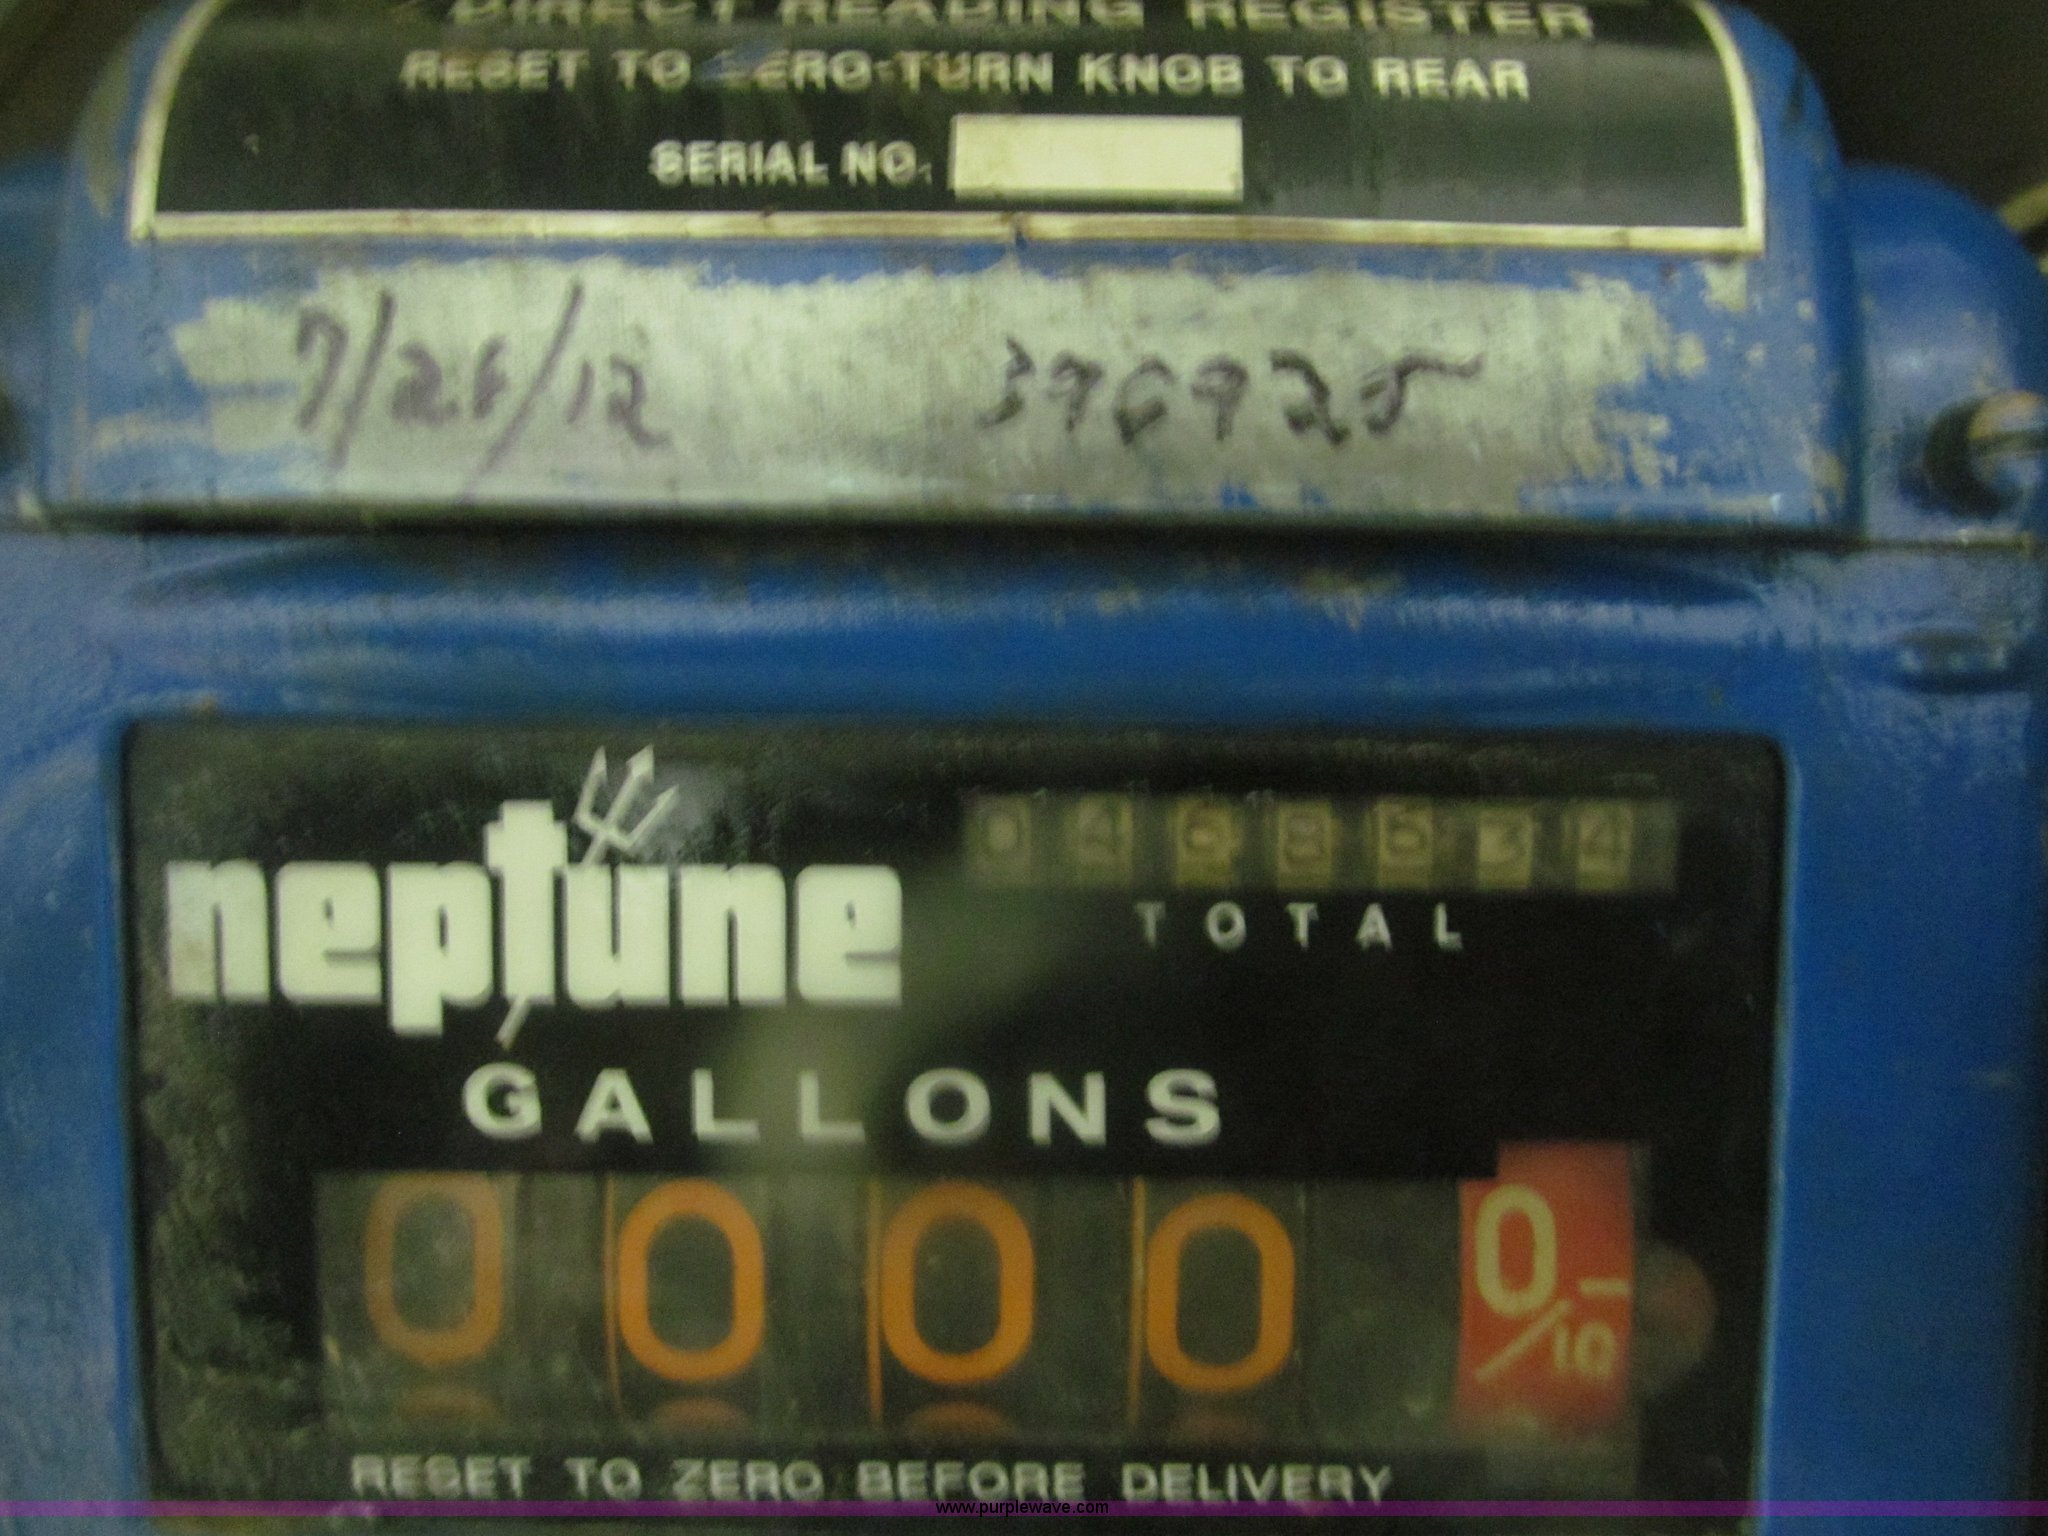 DIRECT READING REGISTER
RESET TO ZERO-TURN KNOB TO REAR
SERIAL NO.
7/26/12 396925
neptune
TOTAL
GALLONS
0 0 0 0 0/10
RESET TO ZERO BEFORE DELIVERY
www.purplewave.com